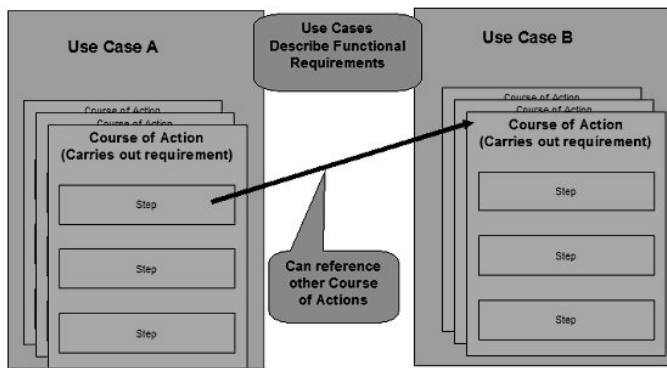 Use Case A
Course of Action
Course of Action
Course of Action
(Carries out requirement)
Step
Step
Step
Use Cases
Describe Functional
Requirements
Can reference
other Course
of Actions
Use Case B
Course of Action
Course of Action
Course of Action
(Carries out requirement)
Step
Step
Step